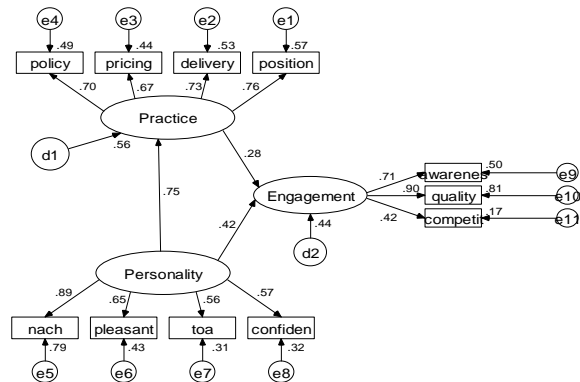 e4 e3 e2 e1
.49 .44 .53 .57
policy pricing delivery position
.70 .67 .73 .76
Practice
.56
d1
.28
.75
.71 awarenes .50 e9
Engagement .90 quality .81 e10
.42 competit .17 e11
.42
.44
d2
Personality
.89 .65 .56 .57
nach pleasant toa confiden
.79 .43 .31 .32
e5 e6 e7 e8